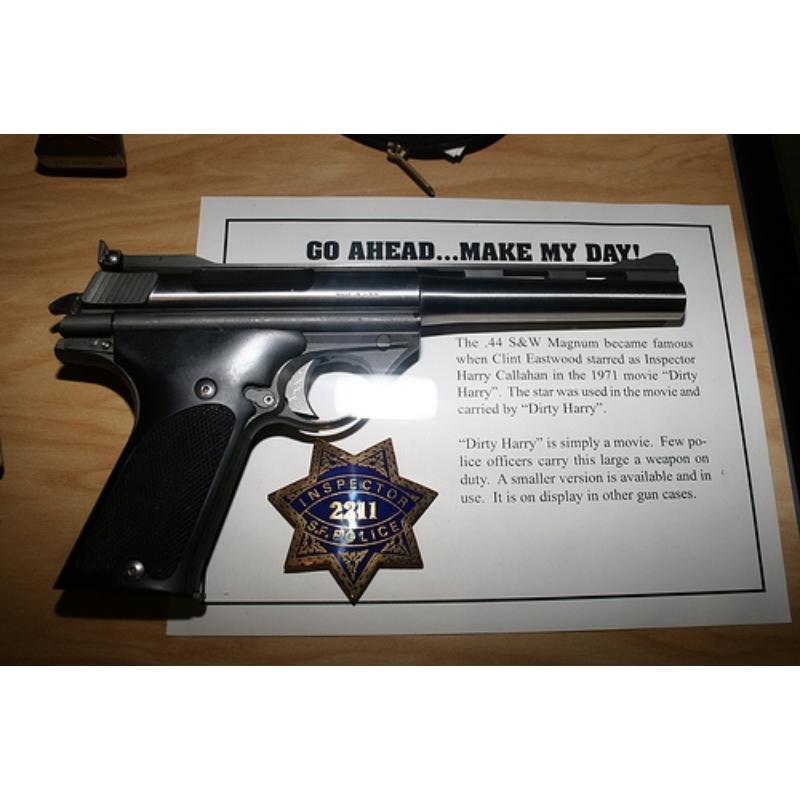 GO AHEAD...MAKE MY DAY!
The .44 S&W Magnum became famous
when Clint Eastwood starred as Inspector
Harry Callahan in the 1971 movie “Dirty
Harry”. The star was used in the movie and
carried by “Dirty Harry”.
“Dirty Harry” is simply a movie. Few po-
lice officers carry this large a weapon on
duty. A smaller version is available and in
use. It is on display in other gun cases.
INSPECTOR
2211
S.F. POLICE